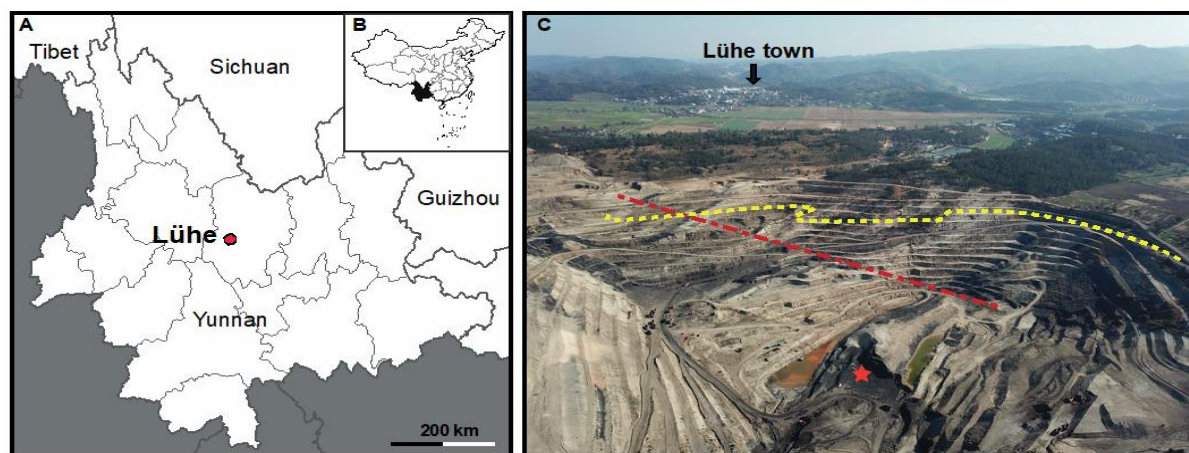 A
Tibet
Sichuan
B
Guizhou
Lühe
Yunnan
200 km
C
Lühe town